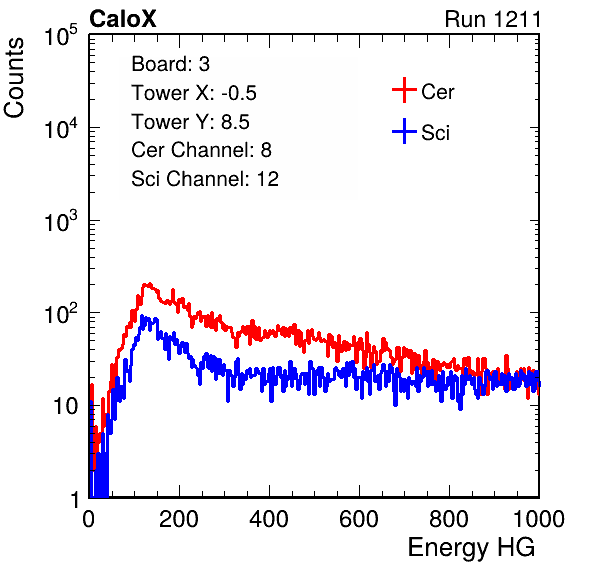 CaloX Run 1211
Counts
Board: 3
Tower X: -0.5
Tower Y: 8.5
Cer Channel: 8
Sci Channel: 12
Cer
Sci
10^5
10^4
10^3
10^2
10
1
0 200 400 600 800 1000
Energy HG